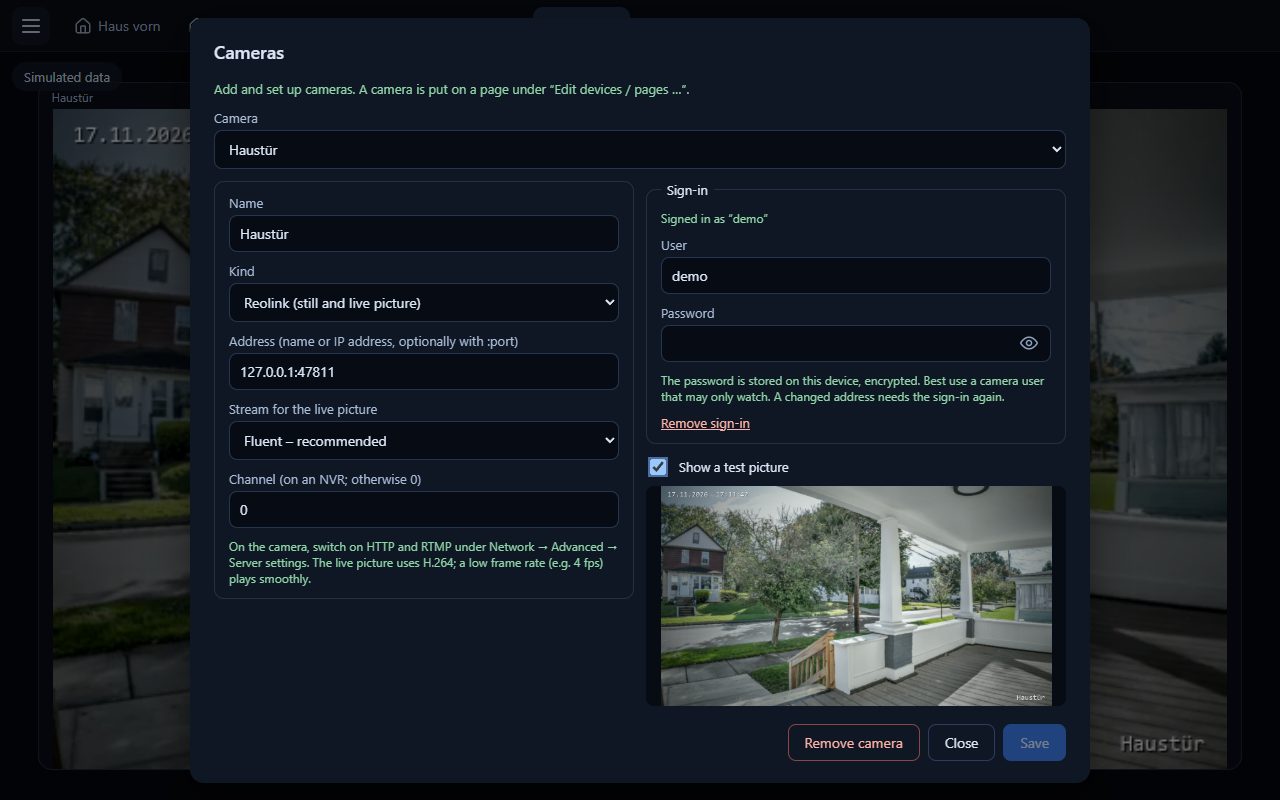 Haus vorn
Simulated data
Haustür
17.11.2026
Cameras
Add and set up cameras. A camera is put on a page under “Edit devices / pages …”.
Camera
Haustür
Name
Haustür
Kind
Reolink (still and live picture)
Address (name or IP address, optionally with :port)
127.0.0.1:47811
Stream for the live picture
Fluent – recommended
Channel (on an NVR; otherwise 0)
0
On the camera, switch on HTTP and RTMP under Network → Advanced →
Server settings. The live picture uses H.264; a low frame rate (e.g. 4 fps)
plays smoothly.
Sign-in
Signed in as “demo”
User
demo
Password
The password is stored on this device, encrypted. Best use a camera user
that may only watch. A changed address needs the sign-in again.
Remove sign-in
Show a test picture
17.11.2026 17:11:47
Haustür
Remove camera
Close
Save
Haustür